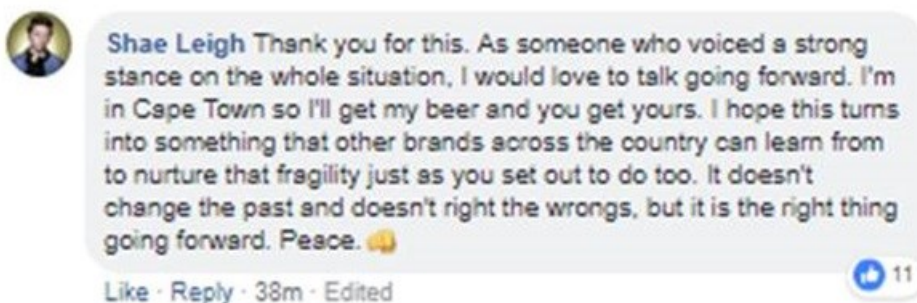 Shae Leigh Thank you for this. As someone who voiced a strong
stance on the whole situation, I would love to talk going forward. I'm
in Cape Town so I'll get my beer and you get yours. I hope this turns
into something that other brands across the country can learn from
to nurture that fragility just as you set out to do too. It doesn't
change the past and doesn't right the wrongs, but it is the right thing
going forward. Peace. 👊
11
Like · Reply · 38m · Edited